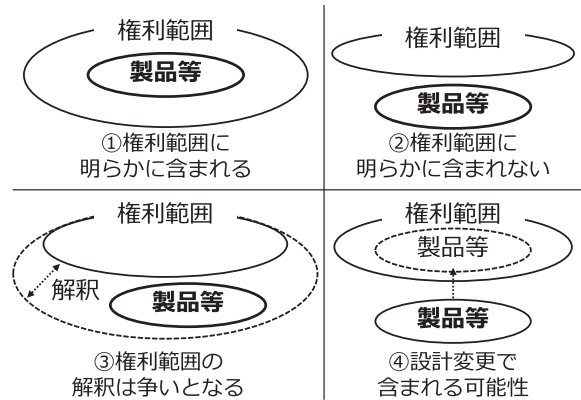 権利範囲
製品等
①権利範囲に
明らかに含まれる
権利範囲
製品等
②権利範囲に
明らかに含まれない
権利範囲
解釈
製品等
③権利範囲の
解釈は争いとなる
権利範囲
製品等
製品等
④設計変更で
含まれる可能性